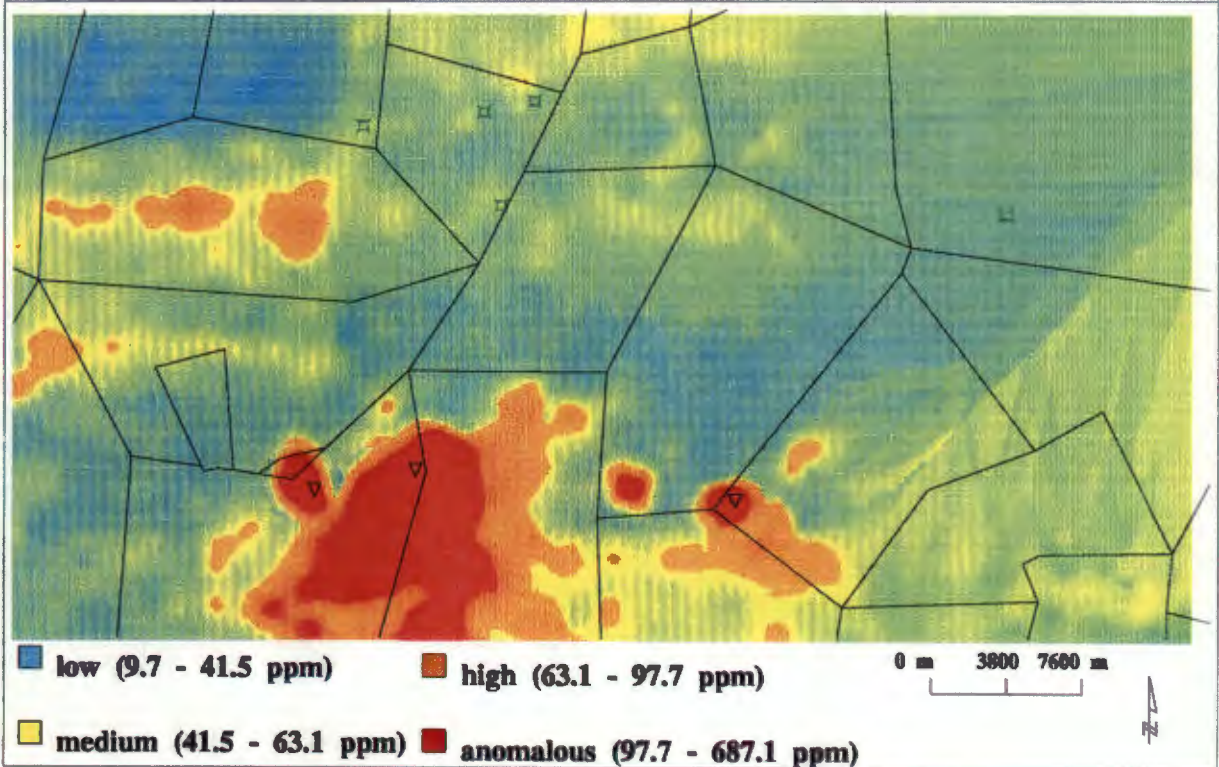 low (9.7 - 41.5 ppm)
high (63.1 - 97.7 ppm)
0 m 3800 7600 m
medium (41.5 - 63.1 ppm)
anomalous (97.7 - 687.1 ppm)
N